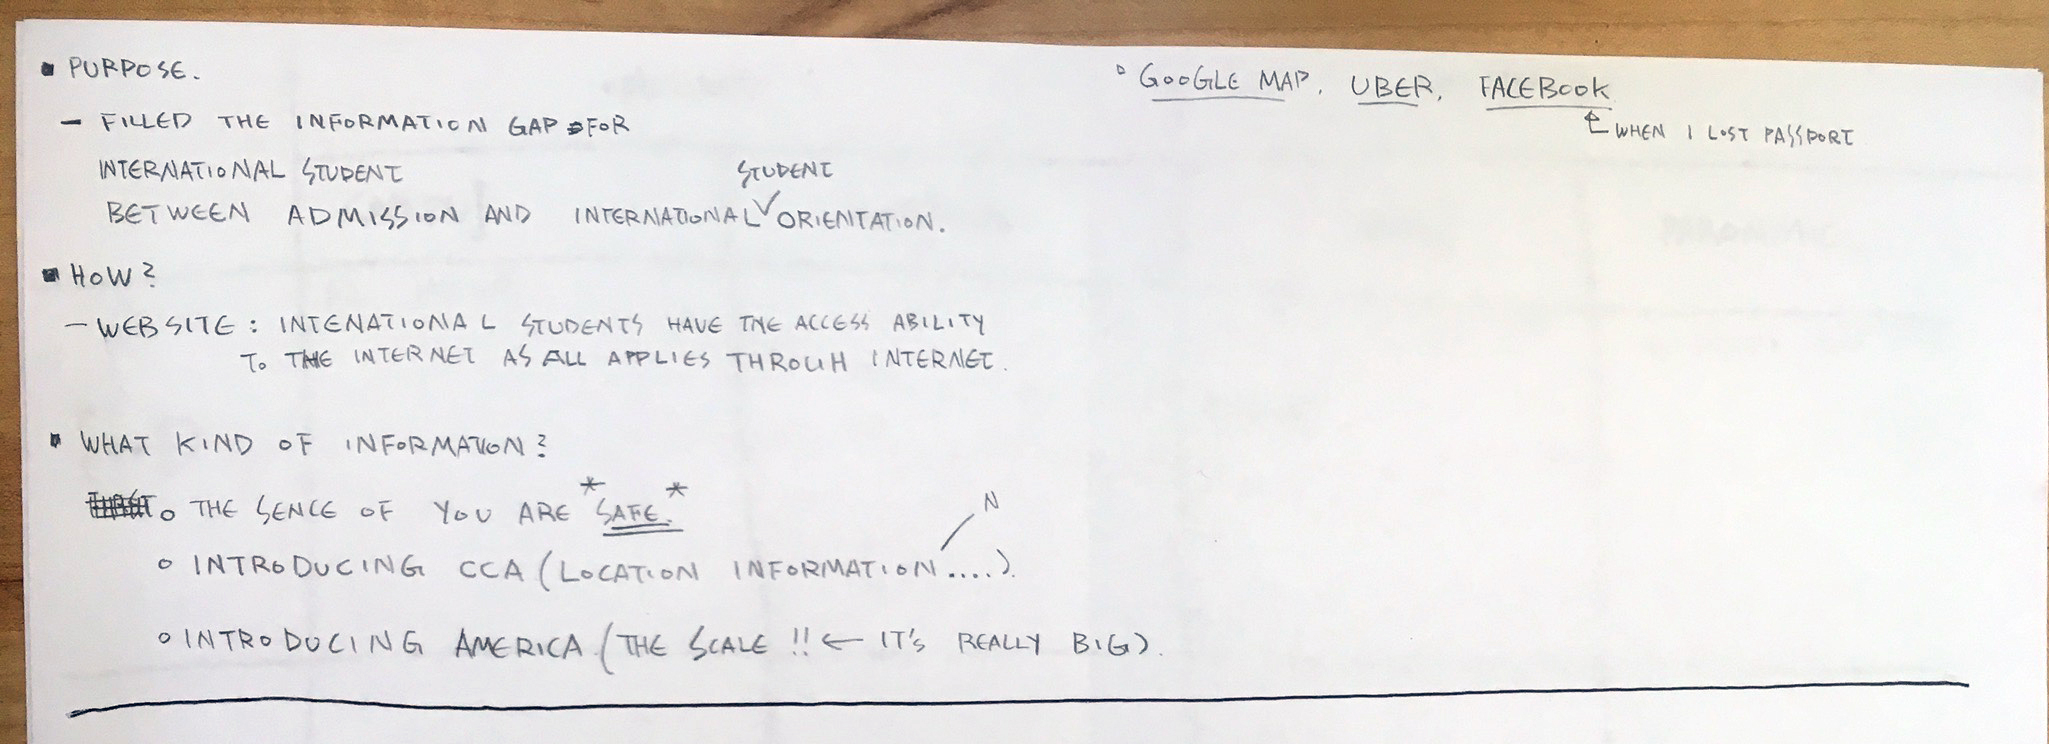 ▪ PURPOSE.
– FILLED THE INFORMATION GAP FOR
INTERNATIONAL STUDENT
STUDENT
BETWEEN ADMISSION AND INTERNATIONAL ✓ ORIENTATION.
▪ HOW?
– WEBSITE : INTENATIONAL STUDENTS HAVE THE ACCESS ABILITY
TO THE INTERNET AS ALL APPLIES THROUH INTERNET.
▪ WHAT KIND OF INFORMATION?
○ THE SENCE OF YOU ARE *SAFE.*
N
○ INTRODUCING CCA (LOCATION INFORMATION ....).
○ INTRODUCING AMERICA. (THE SCALE !! ← IT'S REALLY BIG).
▫ GOOGLE MAP, UBER, FACEBOOK
WHEN I LOST PASSPORT